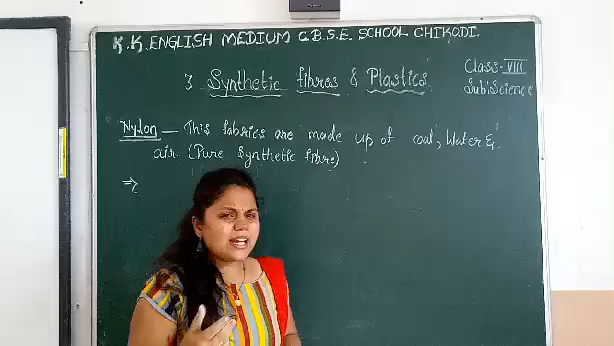 K.K. ENGLISH MEDIUM C.B.S.E. SCHOOL CHIKODI.
Class-VIII
3 Synthetic fibres & Plastics
Sub:Science
Nylon — This fabrics are made up of coal, Water &
air. (Pure Synthetic fibre)
⇒